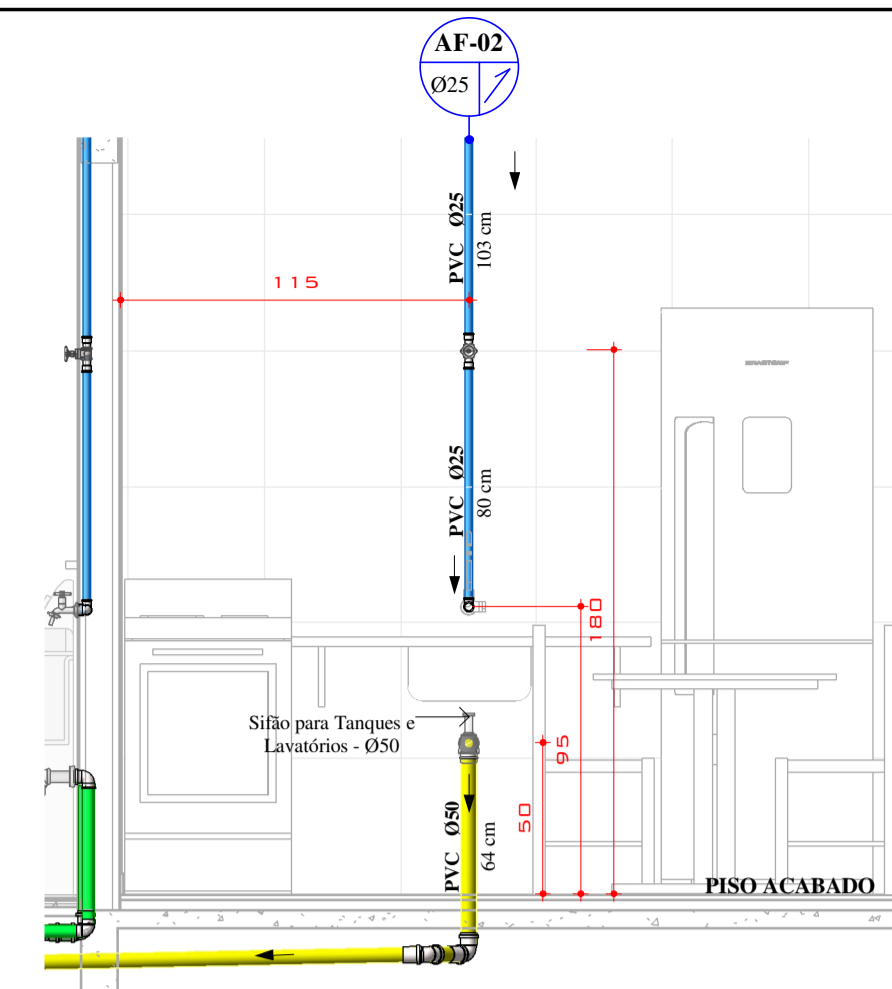 AF-02
Ø25
PVC Ø25
103 cm
115
PVC Ø25
80 cm
180
Sifão para Tanques e
Lavatórios - Ø50
95
50
PVC Ø50
64 cm
PISO ACABADO